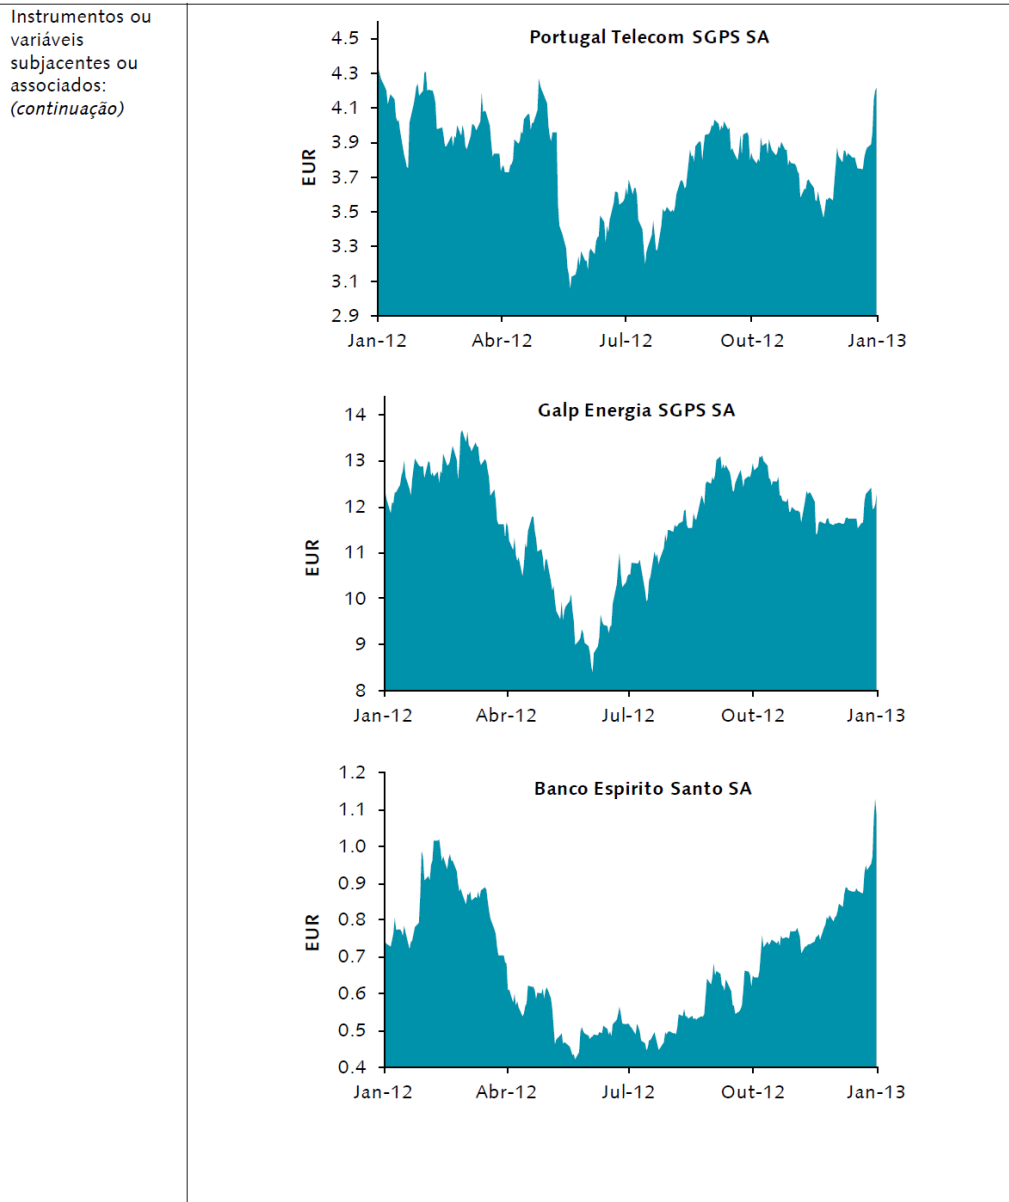 Instrumentos ou
variáveis
subjacentes ou
associados:
(continuação)
Portugal Telecom SGPS SA
EUR
4.5
4.3
4.1
3.9
3.7
3.5
3.3
3.1
2.9
Jan-12 Abr-12 Jul-12 Out-12 Jan-13
Galp Energia SGPS SA
EUR
14
13
12
11
10
9
8
Jan-12 Abr-12 Jul-12 Out-12 Jan-13
Banco Espirito Santo SA
EUR
1.2
1.1
1.0
0.9
0.8
0.7
0.6
0.5
0.4
Jan-12 Abr-12 Jul-12 Out-12 Jan-13